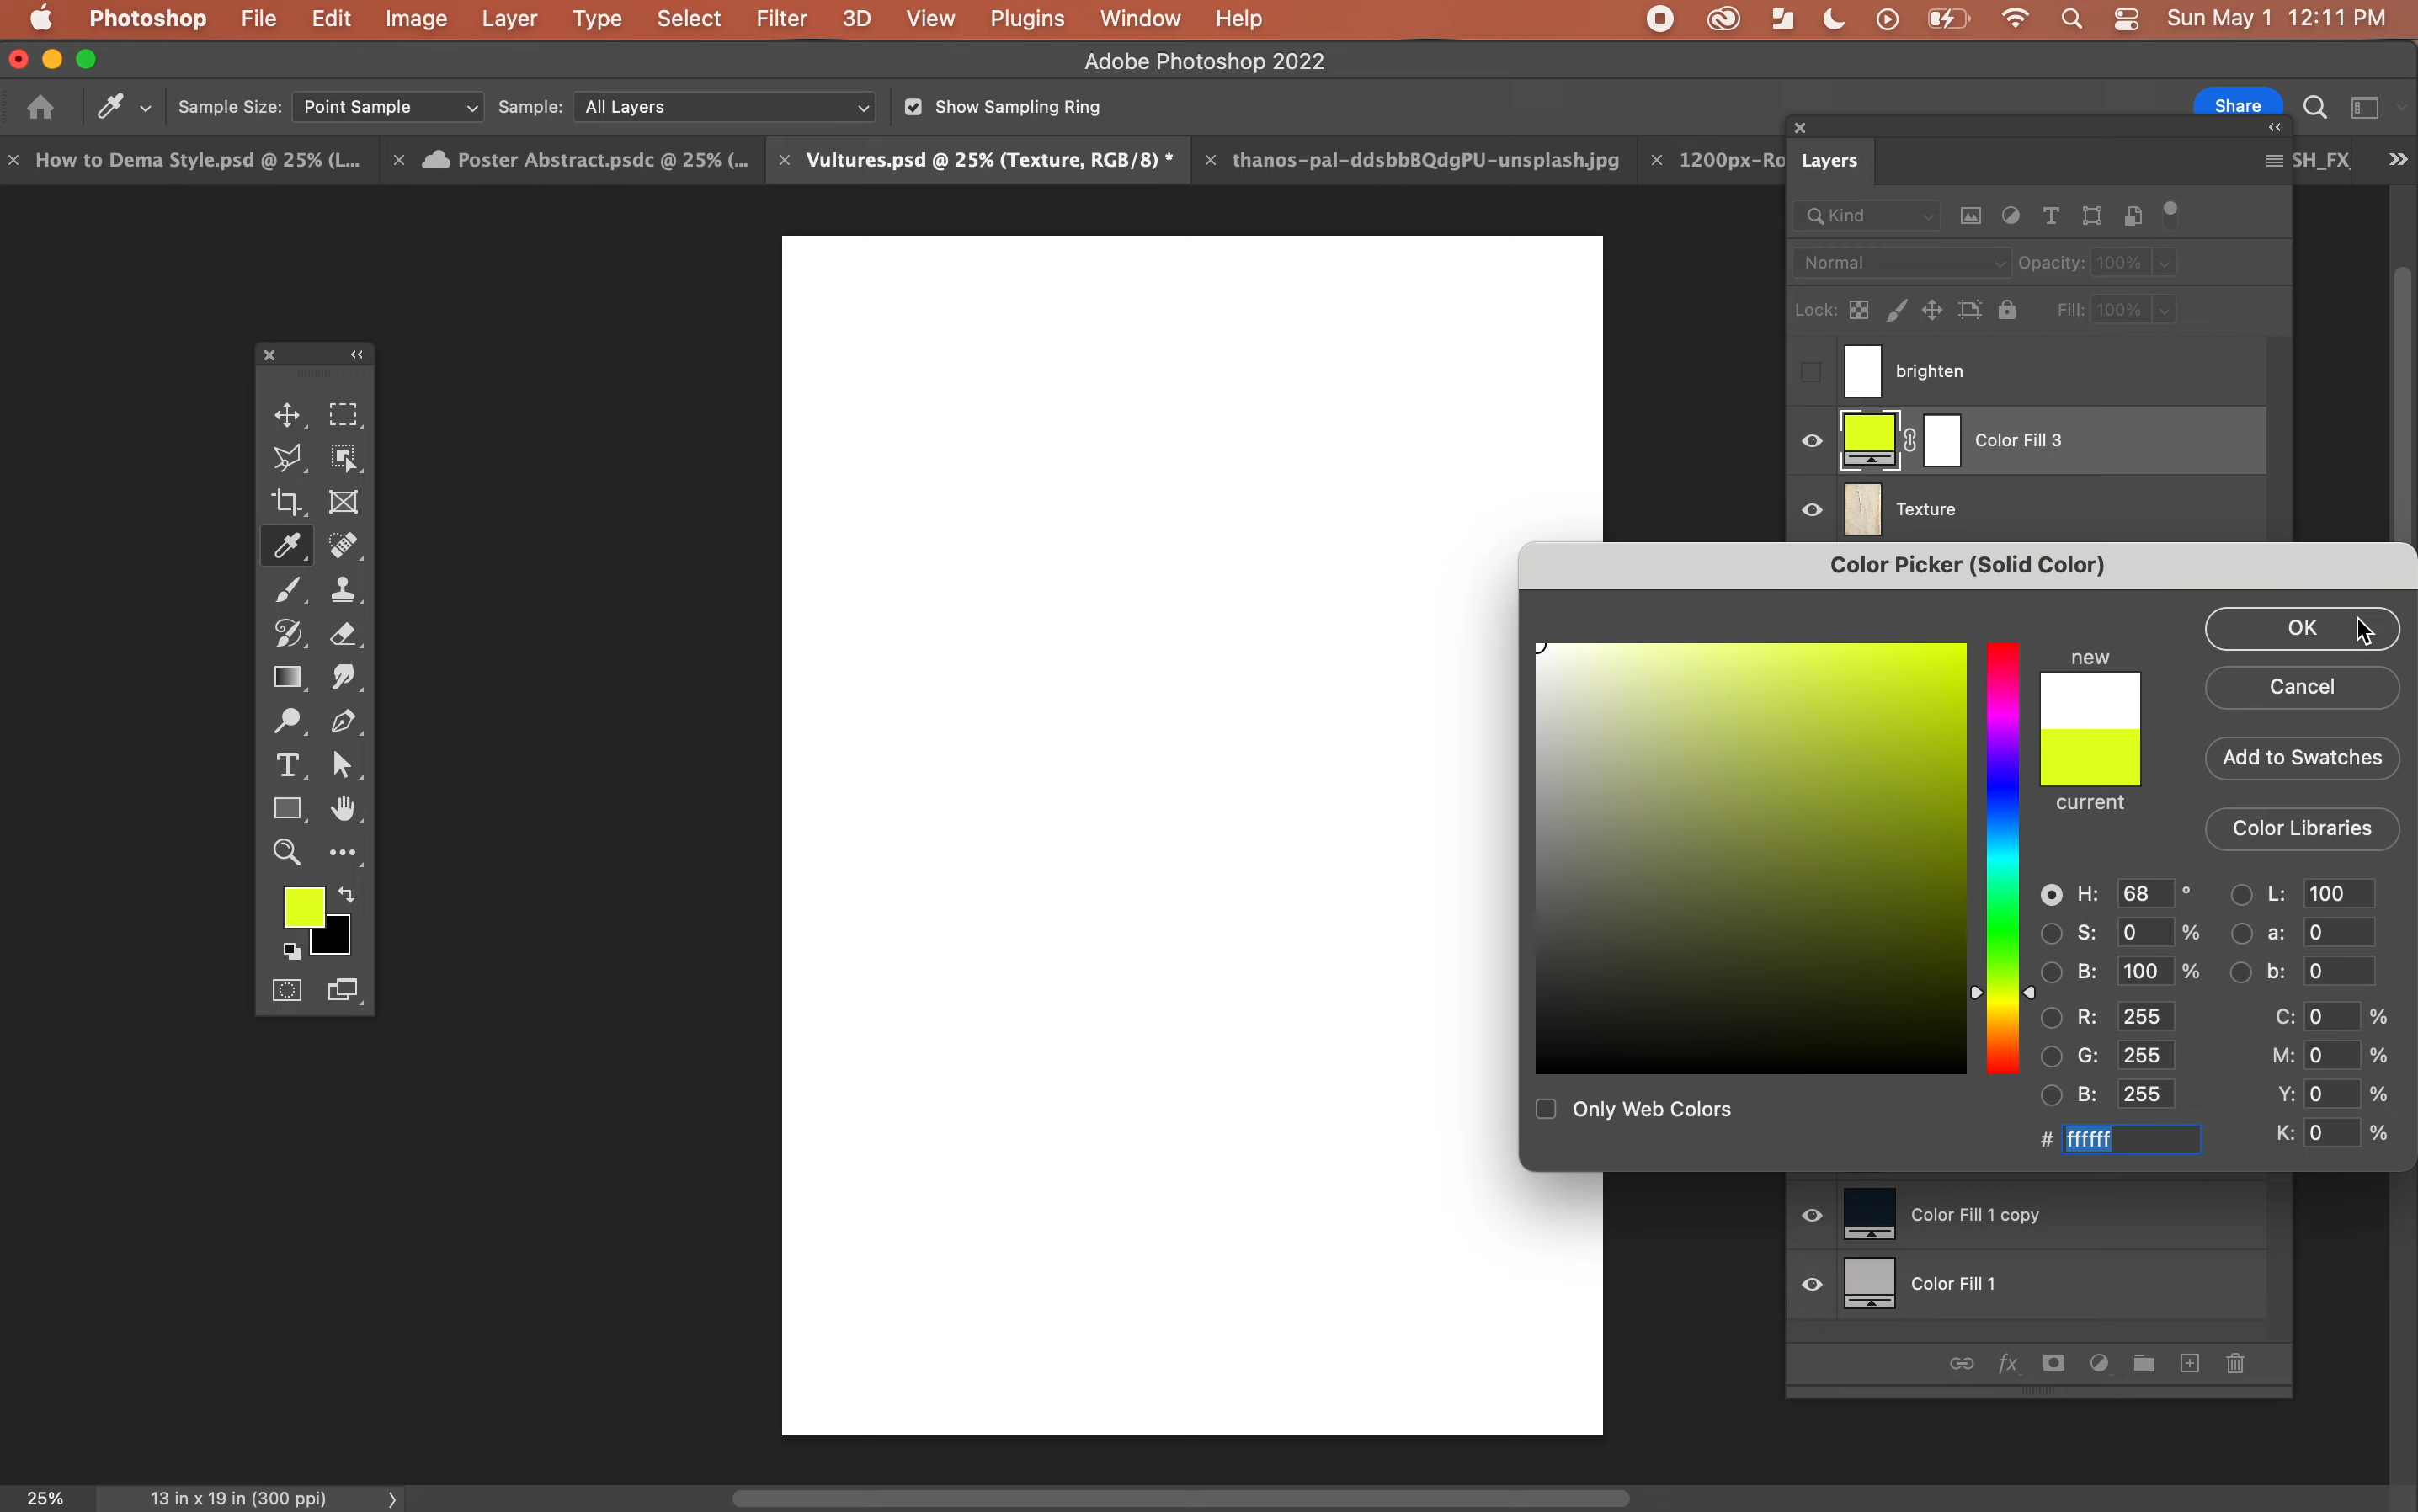 Photoshop File Edit Image Layer Type Select Filter 3D View Plugins Window Help Sun May 1 12:11 PM
Adobe Photoshop 2022
Sample Size: Point Sample Sample: All Layers Show Sampling Ring Share
How to Dema Style.psd @ 25% (L... Poster Abstract.psdc @ 25% (... Vultures.psd @ 25% (Texture, RGB/8) * thanos-pal-ddsbbBQdgPU-unsplash.jpg 1200px-Ro SH_FX
Layers
Kind
Normal Opacity: 100%
Lock: Fill: 100%
brighten
Color Fill 3
Texture
Color Picker (Solid Color)
OK
new
Cancel
Add to Swatches
current
Color Libraries
H: 68 ° L: 100
S: 0 % a: 0
B: 100 % b: 0
R: 255 C: 0 %
G: 255 M: 0 %
B: 255 Y: 0 %
# ffffff K: 0 %
Only Web Colors
Color Fill 1 copy
Color Fill 1
fx
25% 13 in x 19 in (300 ppi)